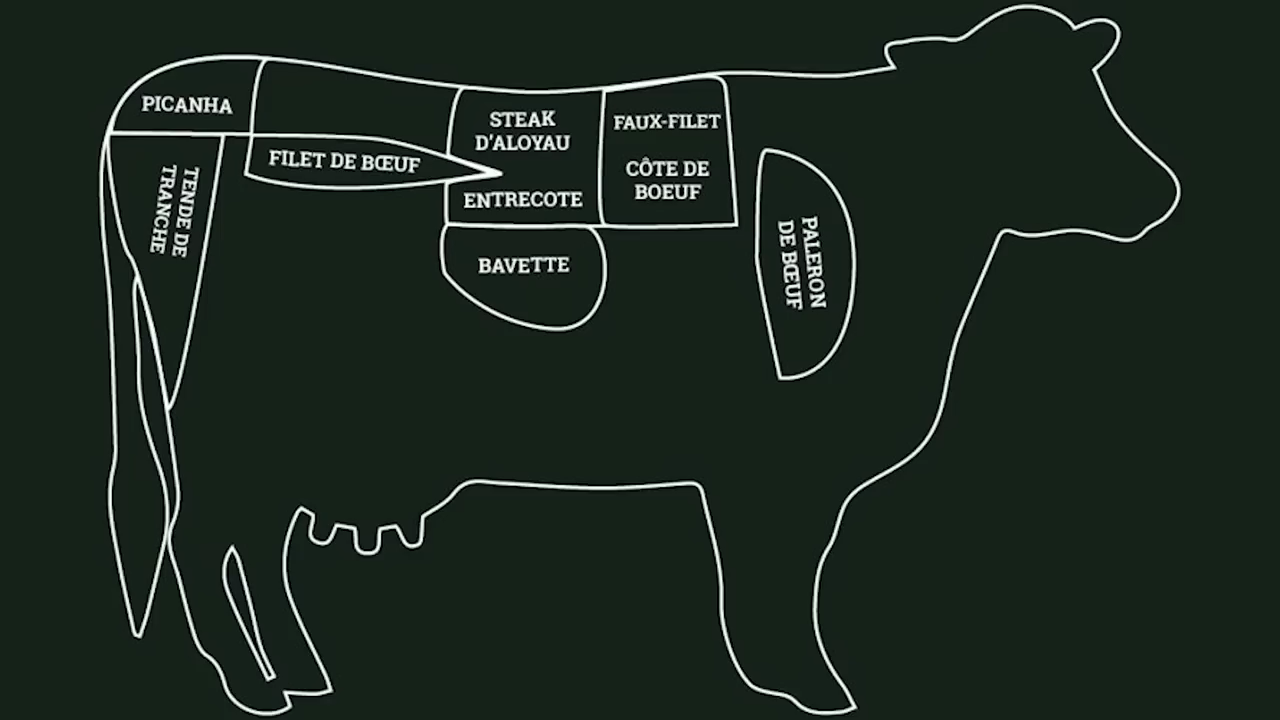 PICANHA
TENDE DE
TRANCHE
FILET DE BŒUF
STEAK
D'ALOYAU
ENTRECOTE
BAVETTE
FAUX-FILET
CÔTE DE
BOEUF
PALERON
DE BŒUF